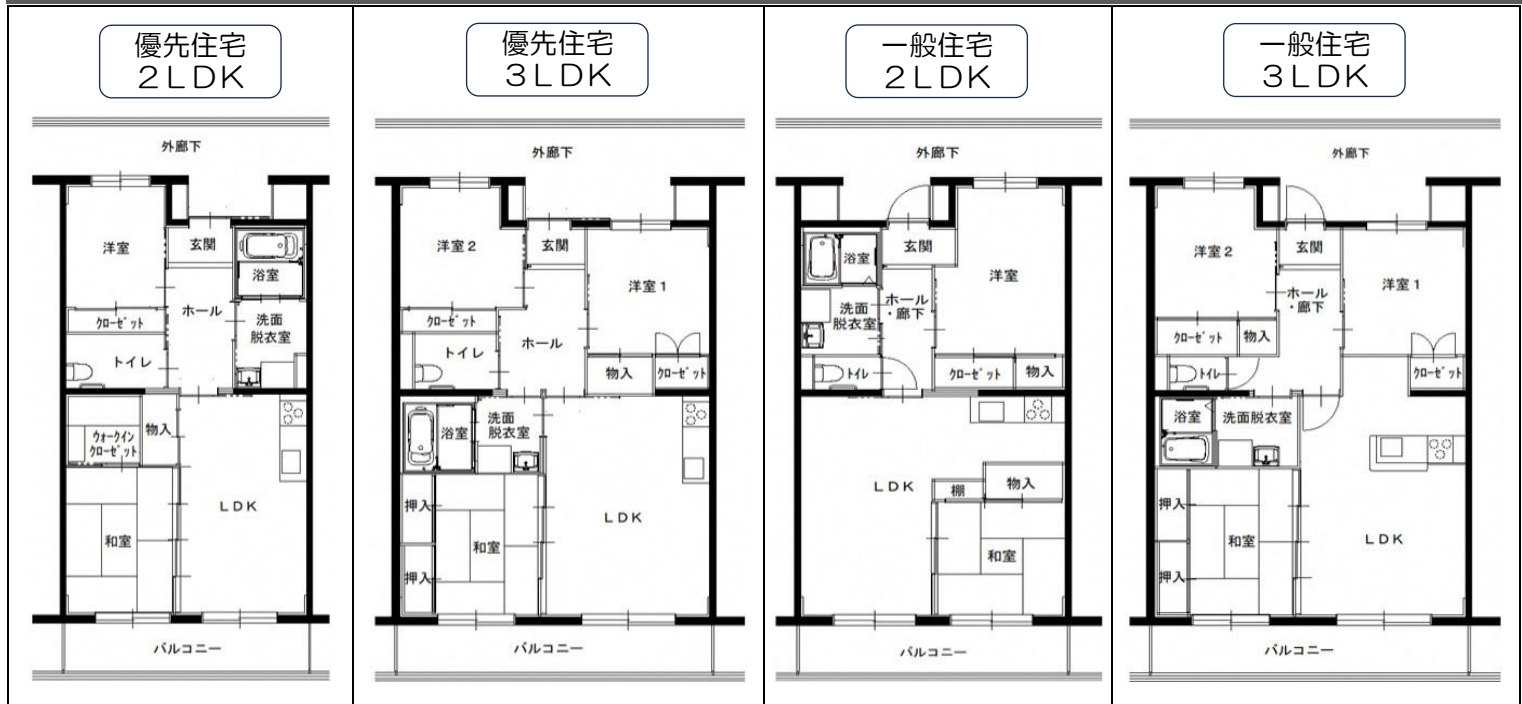 優先住宅
２ＬＤＫ
外廊下
洋室
玄関
浴室
ホール
クローゼット
洗面
脱衣室
トイレ
ウォークイン
クローゼット
物入
ＬＤＫ
和室
バルコニー
優先住宅
３ＬＤＫ
外廊下
洋室２
玄関
洋室１
クローゼット
ホール
トイレ
物入
クローゼット
浴室
洗面
脱衣室
押入
和室
ＬＤＫ
押入
バルコニー
一般住宅
２ＬＤＫ
外廊下
浴室
玄関
洋室
洗面
脱衣室
ホール
・廊下
トイレ
クローゼット
物入
ＬＤＫ
棚
物入
和室
バルコニー
一般住宅
３ＬＤＫ
外廊下
洋室２
玄関
ホール
・廊下
洋室１
クローゼット
物入
トイレ
クローゼット
浴室
洗面脱衣室
押入
和室
ＬＤＫ
押入
バルコニー